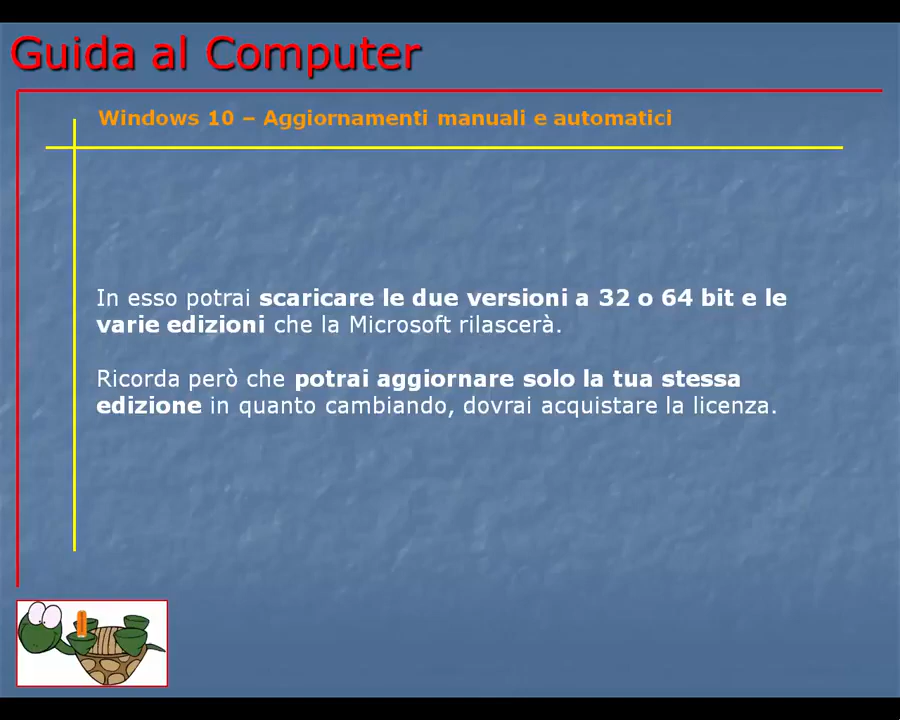 Guida al Computer
Windows 10 – Aggiornamenti manuali e automatici
In esso potrai scaricare le due versioni a 32 o 64 bit e le
varie edizioni che la Microsoft rilascerà.
Ricorda però che potrai aggiornare solo la tua stessa
edizione in quanto cambiando, dovrai acquistare la licenza.